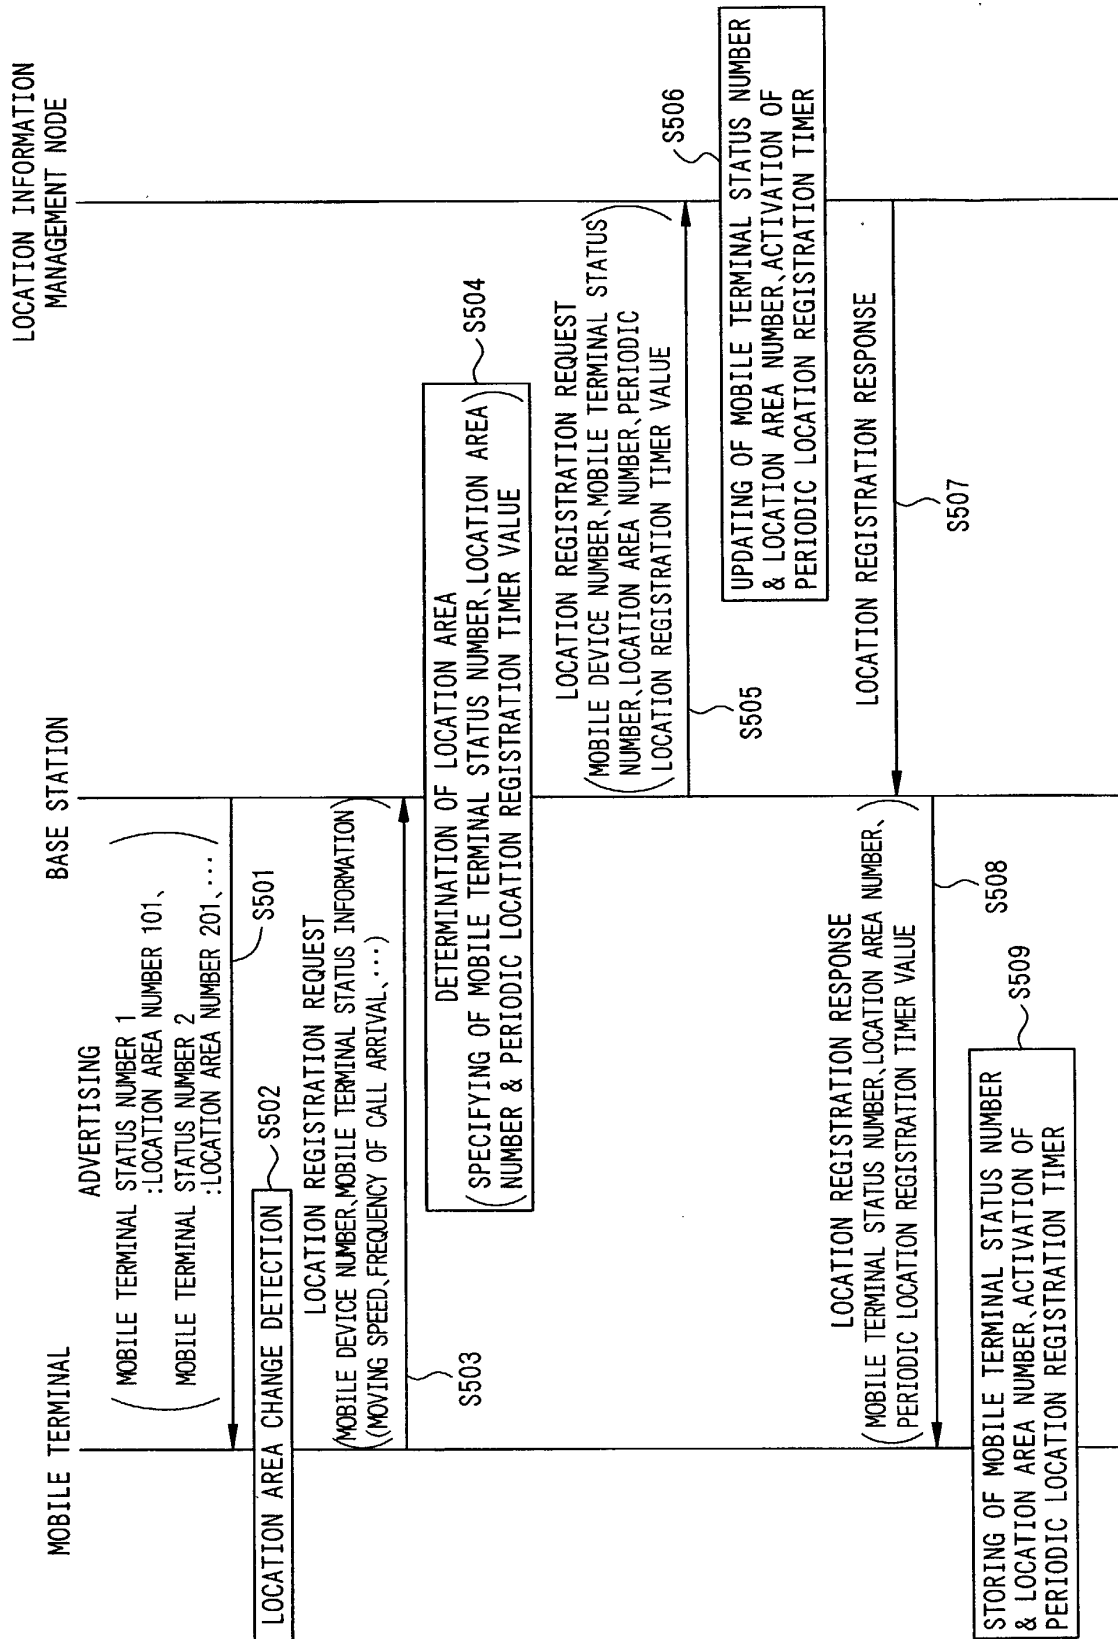 MOBILE TERMINAL
BASE STATION
LOCATION INFORMATION
MANAGEMENT NODE
ADVERTISING
(MOBILE TERMINAL STATUS NUMBER 1
:LOCATION AREA NUMBER 101、
MOBILE TERMINAL STATUS NUMBER 2
:LOCATION AREA NUMBER 201、···)
S501
LOCATION AREA CHANGE DETECTION
S502
LOCATION REGISTRATION REQUEST
(MOBILE DEVICE NUMBER、MOBILE TERMINAL STATUS INFORMATION
(MOVING SPEED、FREQUENCY OF CALL ARRIVAL、···))
S503
DETERMINATION OF LOCATION AREA
(SPECIFYING OF MOBILE TERMINAL STATUS NUMBER、LOCATION AREA
NUMBER & PERIODIC LOCATION REGISTRATION TIMER VALUE)
S504
LOCATION REGISTRATION REQUEST
(MOBILE DEVICE NUMBER、MOBILE TERMINAL STATUS
NUMBER、LOCATION AREA NUMBER、PERIODIC
LOCATION REGISTRATION TIMER VALUE)
S505
S506
UPDATING OF MOBILE TERMINAL STATUS NUMBER
& LOCATION AREA NUMBER、ACTIVATION OF
PERIODIC LOCATION REGISTRATION TIMER
LOCATION REGISTRATION RESPONSE
S507
LOCATION REGISTRATION RESPONSE
(MOBILE TERMINAL STATUS NUMBER、LOCATION AREA NUMBER、
PERIODIC LOCATION REGISTRATION TIMER VALUE)
S508
S509
STORING OF MOBILE TERMINAL STATUS NUMBER
& LOCATION AREA NUMBER、ACTIVATION OF
PERIODIC LOCATION REGISTRATION TIMER